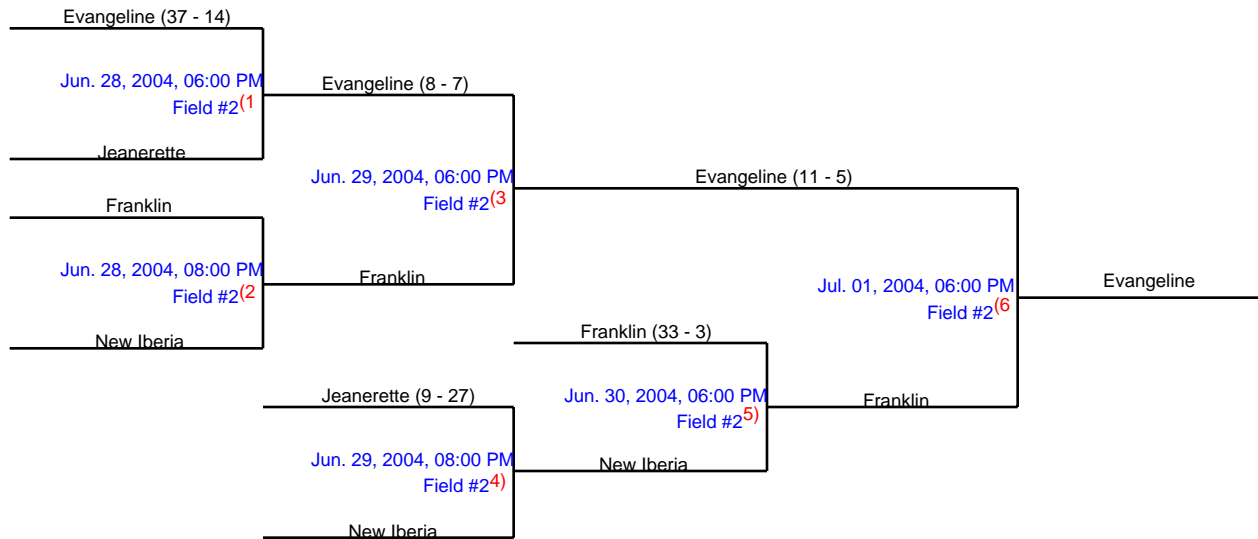 Evangeline (37 - 14)
Jun. 28, 2004, 06:00 PM
Field #2(1
Jeanerette
Franklin
Jun. 28, 2004, 08:00 PM
Field #2(2
New Iberia
Evangeline (8 - 7)
Jun. 29, 2004, 06:00 PM
Field #2(3
Franklin
Jeanerette (9 - 27)
Jun. 29, 2004, 08:00 PM
Field #24)
New Iberia
Franklin (33 - 3)
Jun. 30, 2004, 06:00 PM
Field #25)
New Iberia
Evangeline (11 - 5)
Jul. 01, 2004, 06:00 PM
Field #2(6
Franklin
Evangeline